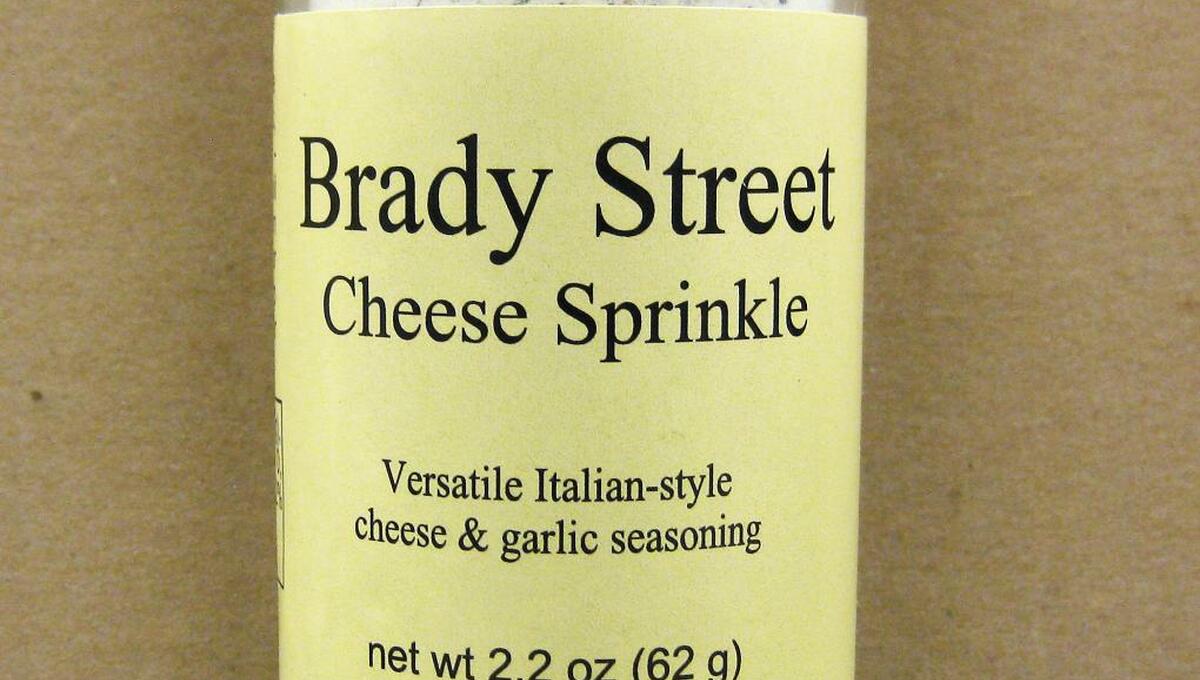 Brady Street
Cheese Sprinkle
Versatile Italian-style
cheese & garlic seasoning
net wt 2.2 oz (62 g)